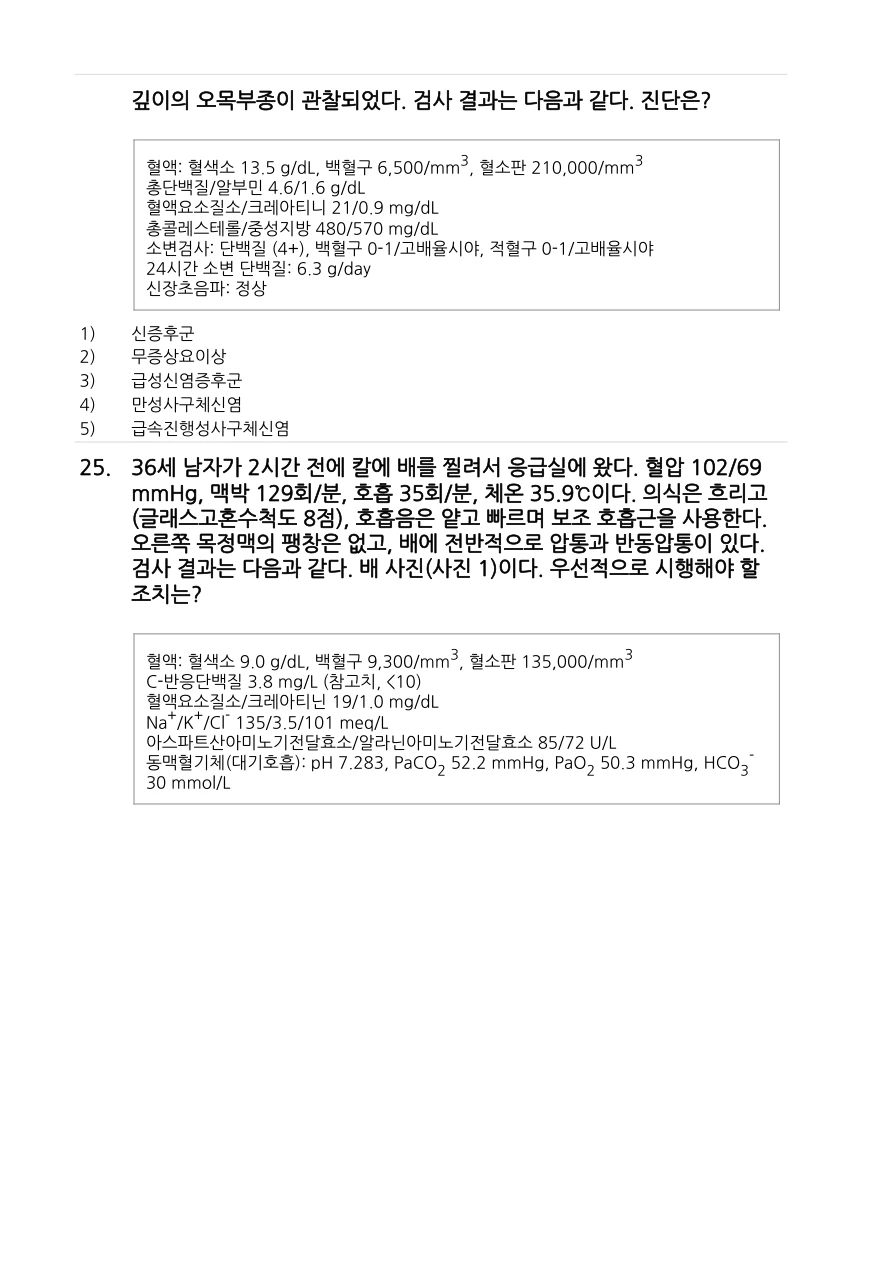 깊이의 오목부종이 관찰되었다. 검사 결과는 다음과 같다. 진단은?
혈액: 혈색소 13.5 g/dL, 백혈구 6,500/mm³, 혈소판 210,000/mm³
총단백질/알부민 4.6/1.6 g/dL
혈액요소질소/크레아티니 21/0.9 mg/dL
총콜레스테롤/중성지방 480/570 mg/dL
소변검사: 단백질 (4+), 백혈구 0-1/고배율시야, 적혈구 0-1/고배율시야
24시간 소변 단백질: 6.3 g/day
신장초음파: 정상
1) 신증후군
2) 무증상요이상
3) 급성신염증후군
4) 만성사구체신염
5) 급속진행성사구체신염
25. 36세 남자가 2시간 전에 칼에 배를 찔려서 응급실에 왔다. 혈압 102/69
mmHg, 맥박 129회/분, 호흡 35회/분, 체온 35.9℃이다. 의식은 흐리고
(글래스고혼수척도 8점), 호흡음은 얕고 빠르며 보조 호흡근을 사용한다.
오른쪽 목정맥의 팽창은 없고, 배에 전반적으로 압통과 반동압통이 있다.
검사 결과는 다음과 같다. 배 사진(사진 1)이다. 우선적으로 시행해야 할
조치는?
혈액: 혈색소 9.0 g/dL, 백혈구 9,300/mm³, 혈소판 135,000/mm³
C-반응단백질 3.8 mg/L (참고치, <10)
혈액요소질소/크레아티닌 19/1.0 mg/dL
Na⁺/K⁺/Cl⁻ 135/3.5/101 meq/L
아스파트산아미노기전달효소/알라닌아미노기전달효소 85/72 U/L
동맥혈기체(대기호흡): pH 7.283, PaCO₂ 52.2 mmHg, PaO₂ 50.3 mmHg, HCO₃⁻
30 mmol/L